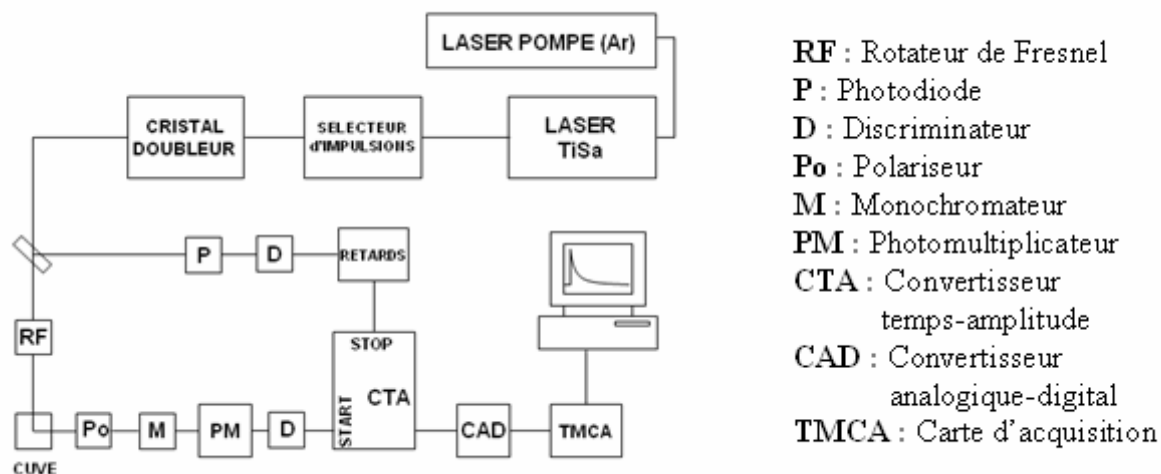 LASER POMPE (Ar)
CRISTAL
DOUBLEUR
SELECTEUR
d'IMPULSIONS
LASER
TiSa
P
D
RETARDS
RF
STOP
START
CTA
Po
M
PM
D
CAD
TMCA
CUVE
RF : Rotateur de Fresnel
P : Photodiode
D : Discriminateur
Po : Polariseur
M : Monochromateur
PM : Photomultiplicateur
CTA : Convertisseur
temps-amplitude
CAD : Convertisseur
analogique-digital
TMCA : Carte d'acquisition